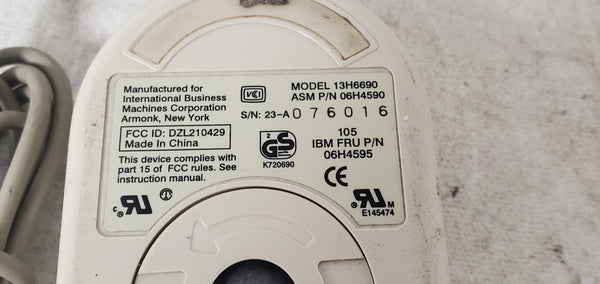 Manufactured for
International Business
Machines Corporation
Armonk, New York
FCC ID: DZL210429
Made In China
This device complies with
part 15 of FCC rules. See
instruction manual.
VCI
MODEL 13H6690
ASM P/N 06H4590
S/N: 23-A076016
GS
K720690
105
IBM FRU P/N
06H4595
CE
E145474